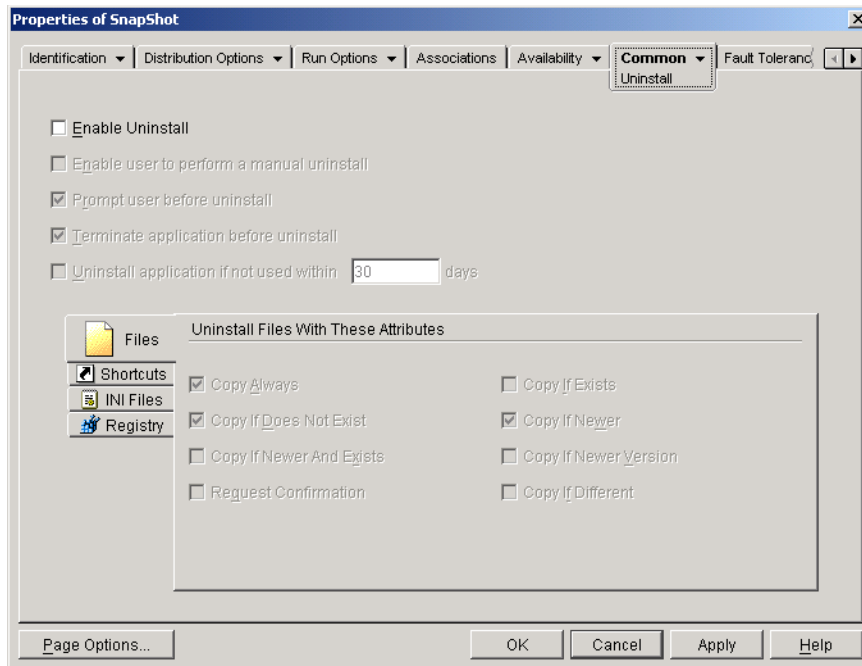 Properties of SnapShot
Identification Distribution Options Run Options Associations Availability Common Fault Toleranc
Uninstall
Enable Uninstall
Enable user to perform a manual uninstall
Prompt user before uninstall
Terminate application before uninstall
Uninstall application if not used within 30 days
Files
Shortcuts
INI Files
Registry
Uninstall Files With These Attributes
Copy Always Copy If Exists
Copy If Does Not Exist Copy If Newer
Copy If Newer And Exists Copy If Newer Version
Request Confirmation Copy If Different
Page Options... OK Cancel Apply Help